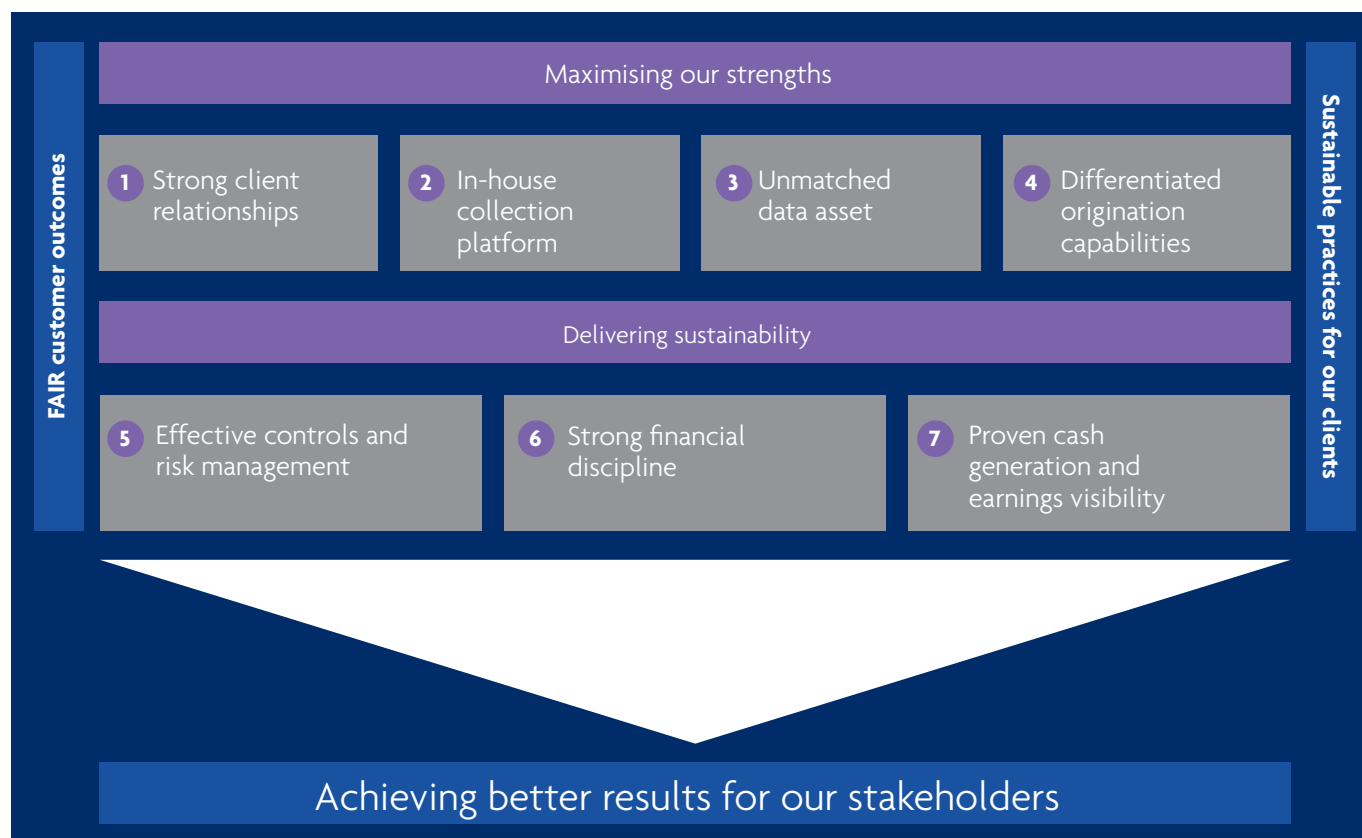 FAIR customer outcomes
Maximising our strengths
1 Strong client
relationships
2 In-house
collection
platform
3 Unmatched
data asset
4 Differentiated
origination
capabilities
Delivering sustainability
5 Effective controls and
risk management
6 Strong financial
discipline
7 Proven cash
generation and
earnings visibility
Sustainable practices for our clients
Achieving better results for our stakeholders